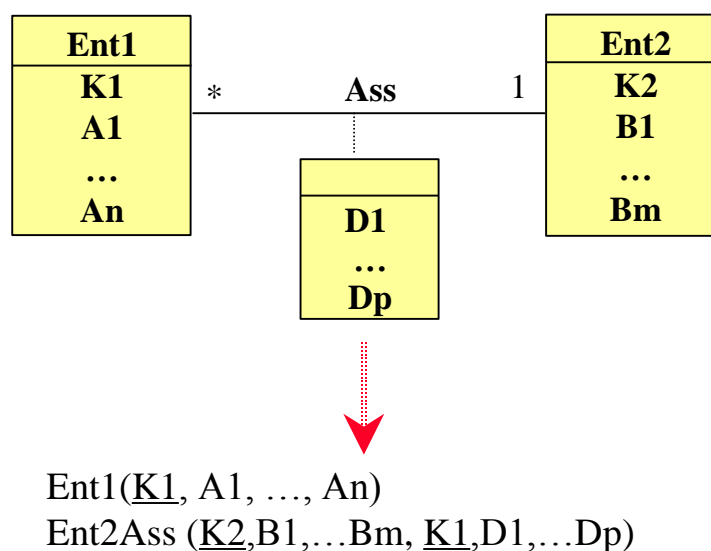 Ent1
K1
A1
…
An
*
Ass
1
Ent2
K2
B1
…
Bm
D1
…
Dp
Ent1(K1, A1, …, An)
Ent2Ass (K2,B1,…Bm, K1,D1,…Dp)